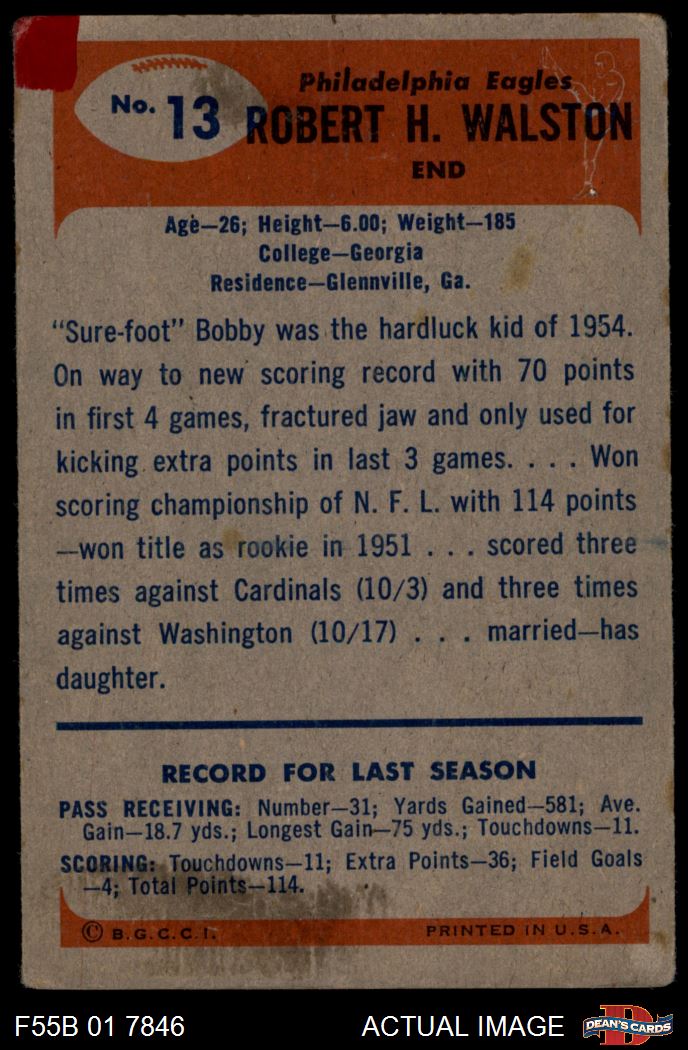 Philadelphia Eagles
No. 13 ROBERT H. WALSTON
END
Age—26; Height—6.00; Weight—185
College—Georgia
Residence—Glennville, Ga.
"Sure-foot" Bobby was the hardluck kid of 1954.
On way to new scoring record with 70 points
in first 4 games, fractured jaw and only used for
kicking extra points in last 3 games. . . . Won
scoring championship of N. F. L. with 114 points
—won title as rookie in 1951 . . . scored three
times against Cardinals (10/3) and three times
against Washington (10/17) . . . married—has
daughter.
RECORD FOR LAST SEASON
PASS RECEIVING: Number—31; Yards Gained—581; Ave.
Gain—18.7 yds.; Longest Gain—75 yds.; Touchdowns—11.
SCORING: Touchdowns—11; Extra Points—36; Field Goals
—4; Total Points—114.
© B.G.C.C.I. PRINTED IN U.S.A.
F55B 01 7846 ACTUAL IMAGE DEAN'S CARDS